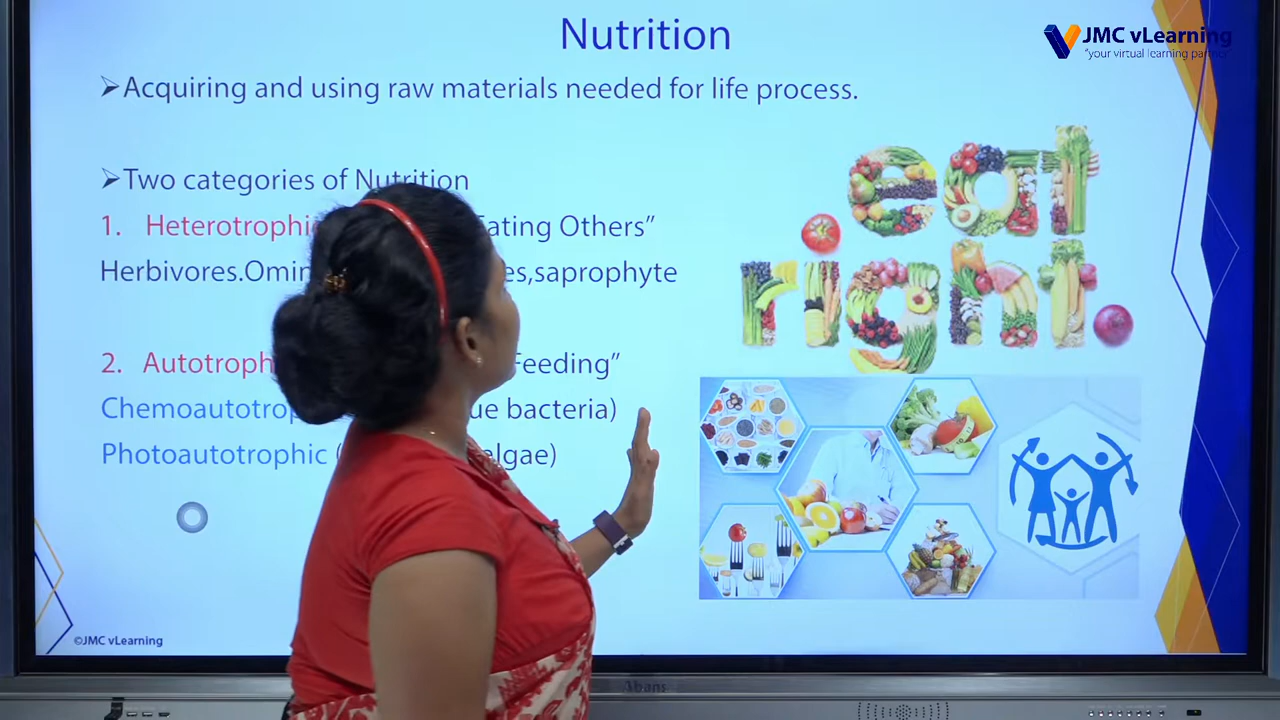 Nutrition
JMC vLearning
"your virtual learning partner
➢Acquiring and using raw materials needed for life process.
➢Two categories of Nutrition
1. Heterotrophic Eating Others”
Herbivores.Omin es,saprophyte
2. Autotroph Feeding”
Chemoautotrop ue bacteria)
Photoautotrophic ( elgae)
eat
right.
©JMC vLearning
Abans